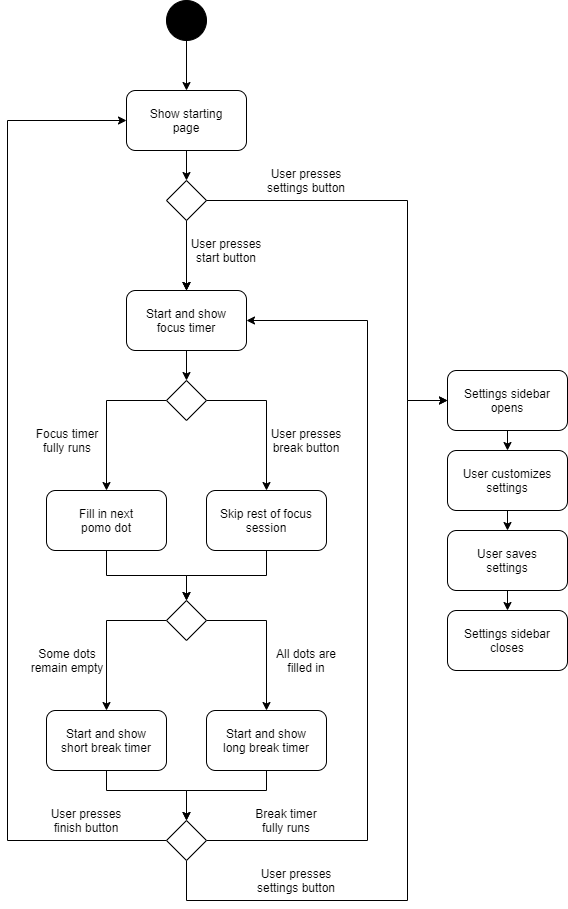 Show starting
page
User presses
settings button
User presses
start button
Start and show
focus timer
Focus timer
fully runs
User presses
break button
Settings sidebar
opens
User customizes
settings
Fill in next
pomo dot
Skip rest of focus
session
User saves
settings
Settings sidebar
closes
Some dots
remain empty
All dots are
filled in
Start and show
short break timer
Start and show
long break timer
User presses
finish button
Break timer
fully runs
User presses
settings button